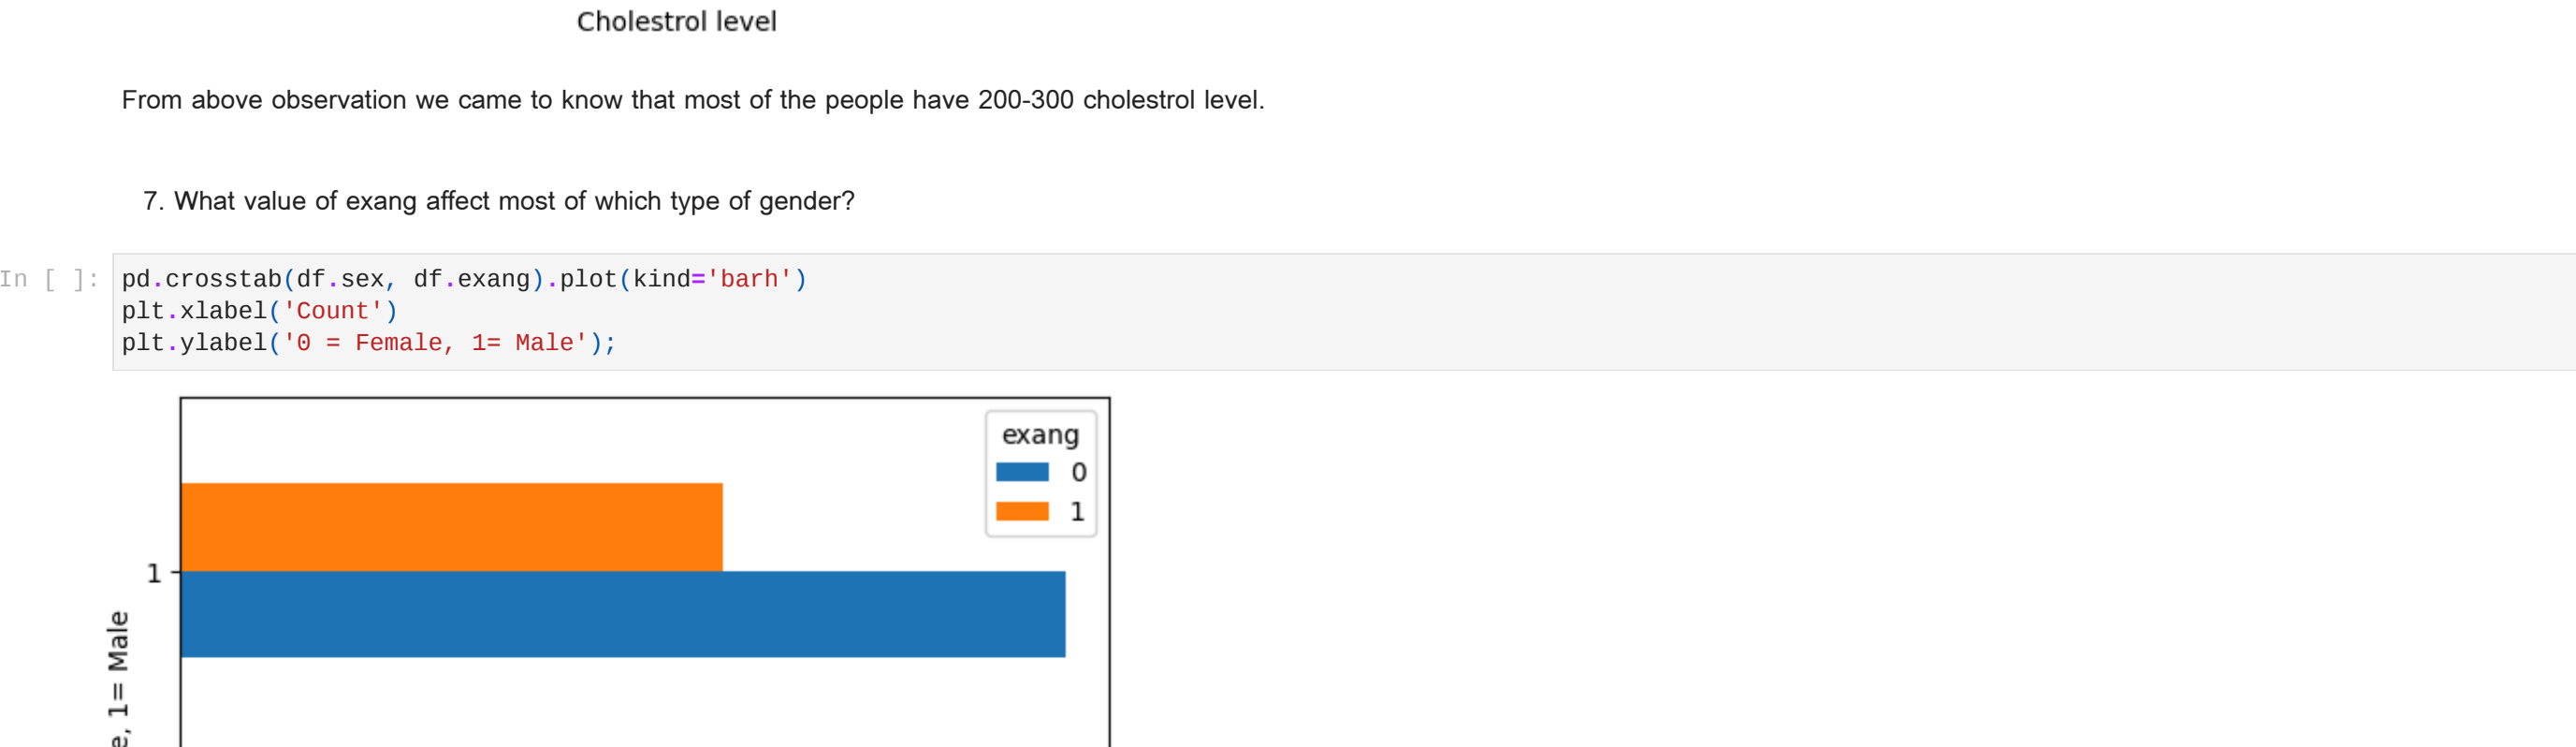 Cholestrol level
From above observation we came to know that most of the people have 200-300 cholestrol level.
7. What value of exang affect most of which type of gender?
In [ ]:
pd.crosstab(df.sex, df.exang).plot(kind='barh')
plt.xlabel('Count')
plt.ylabel('0 = Female, 1= Male');
exang
0
1
1
e, 1= Male